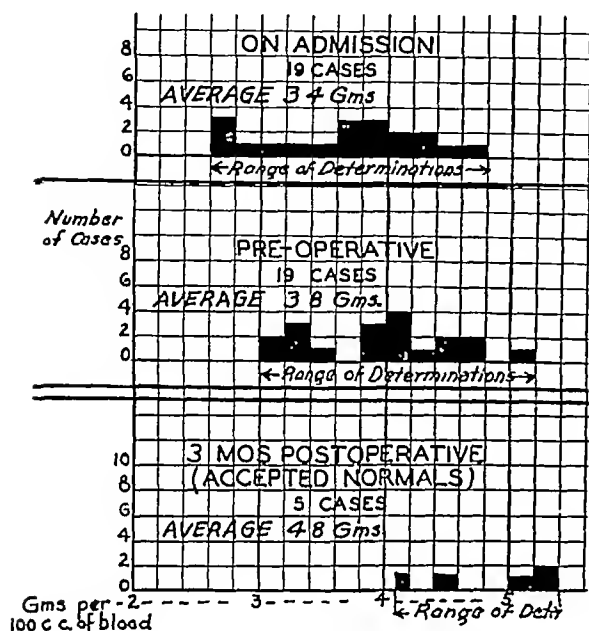 8
ON ADMISSION
6
19 CASES
4
AVERAGE 3 4 Gms
2
0
←Range of Determinations→
Number
of Cases
8
PRE-OPERATIVE
6
19 CASES
4
AVERAGE 3 8 Gms.
2
0
←Range of Determinations→
10
3 MOS POSTOPERATIVE
8
(ACCEPTED NORMALS)
6
5 CASES
4
AVERAGE 4 8 Gms
2
0
Gms per -2 3 4 5
100 c c. of blood
←Range of Det'n